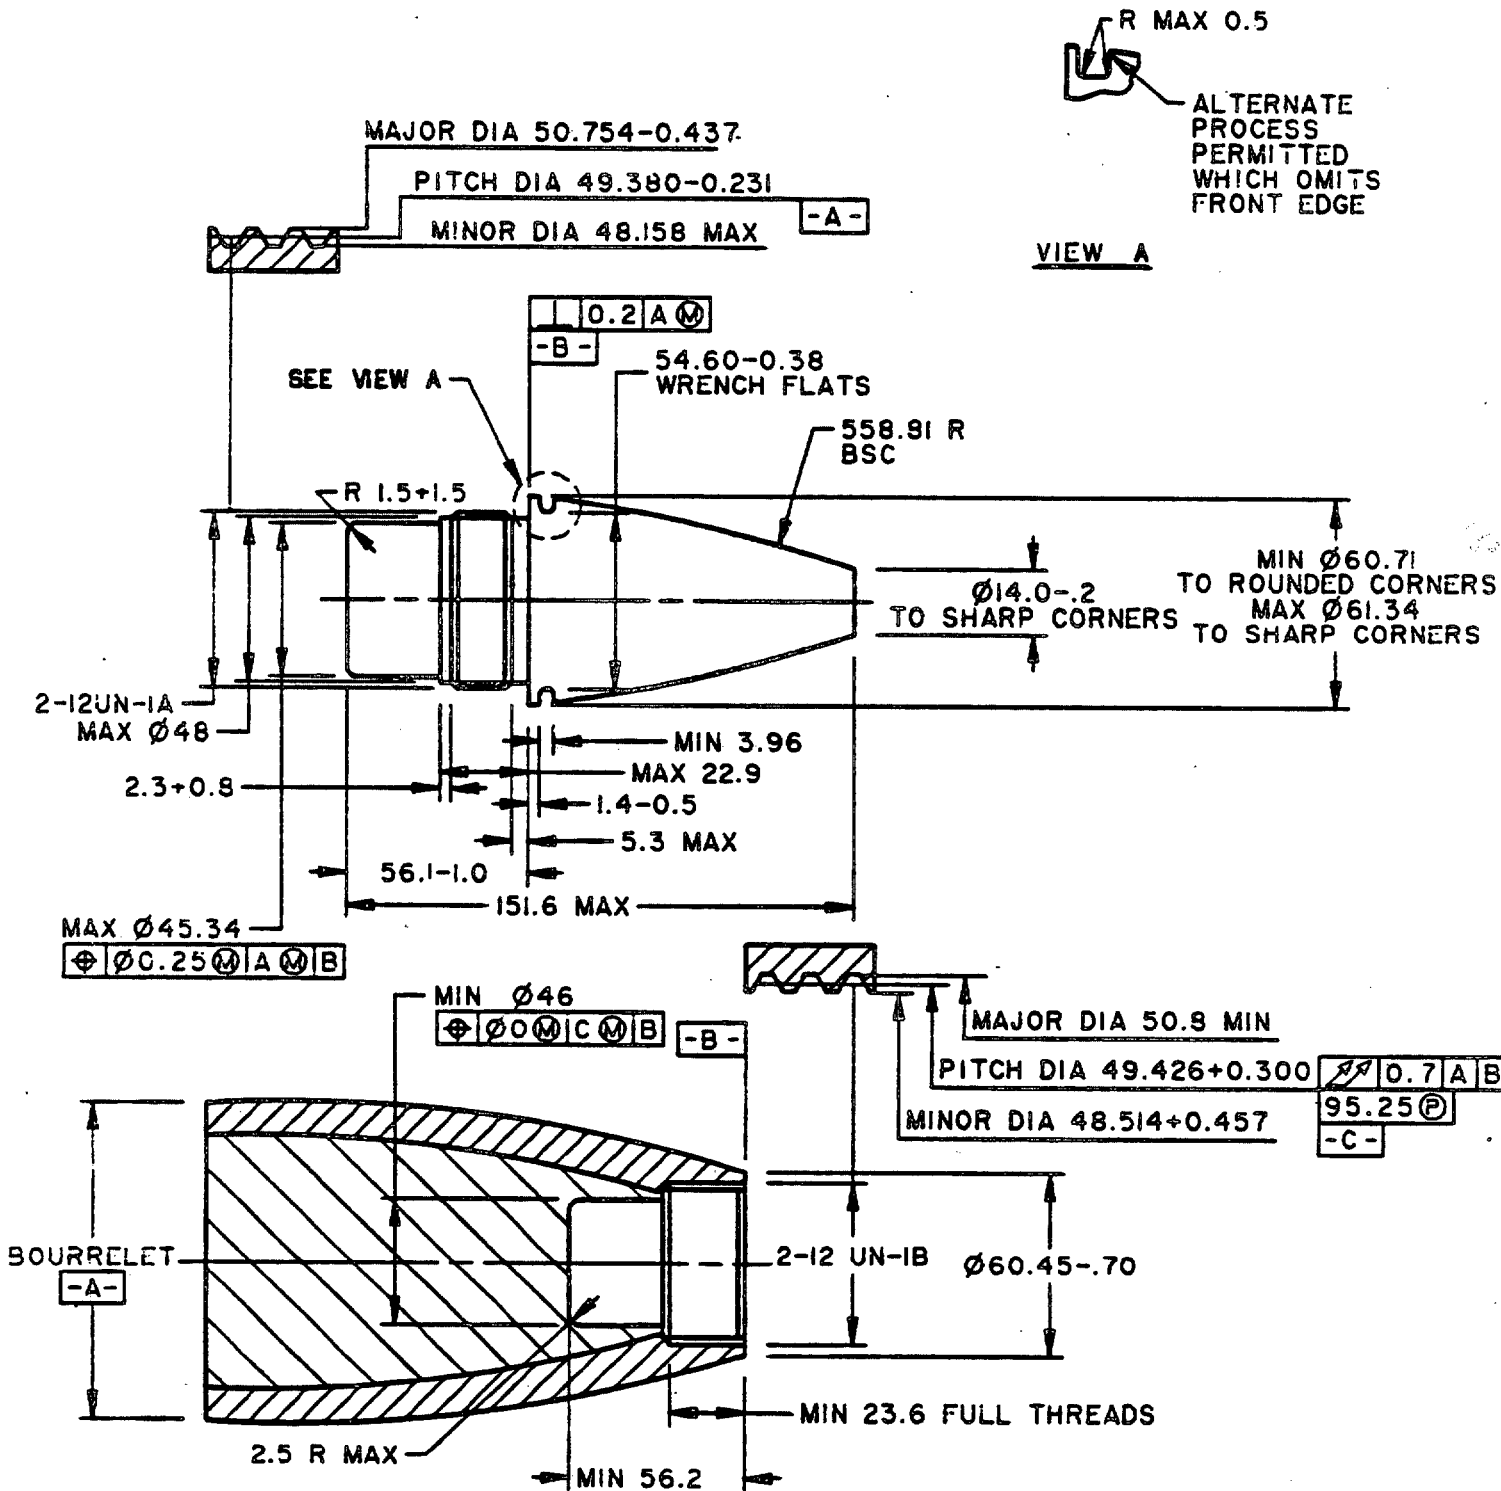 R MAX 0.5
ALTERNATE
PROCESS
PERMITTED
WHICH OMITS
FRONT EDGE
VIEW A
MAJOR DIA 50.754-0.437
PITCH DIA 49.380-0.231
-A-
MINOR DIA 48.158 MAX
⊥ 0.2 A Ⓜ
-B-
SEE VIEW A
54.60-0.38
WRENCH FLATS
558.81 R
BSC
R 1.5+1.5
MIN Ø60.71
TO ROUNDED CORNERS
MAX Ø61.34
TO SHARP CORNERS
Ø14.0-.2
TO SHARP CORNERS
2-12UN-1A
MAX Ø48
MIN 3.96
MAX 22.9
2.3+0.8
1.4-0.5
5.3 MAX
56.1-1.0
151.6 MAX
MAX Ø45.34
⌖ Ø0.25 Ⓜ A Ⓜ B
MIN Ø46
⌖ Ø0 Ⓜ C Ⓜ B
-B-
MAJOR DIA 50.8 MIN
PITCH DIA 49.426+0.300
0.7 A B
95.25 Ⓟ
-C-
MINOR DIA 48.514+0.457
BOURRELET
-A-
2-12 UN-1B
Ø60.45-.70
MIN 23.6 FULL THREADS
2.5 R MAX
MIN 56.2